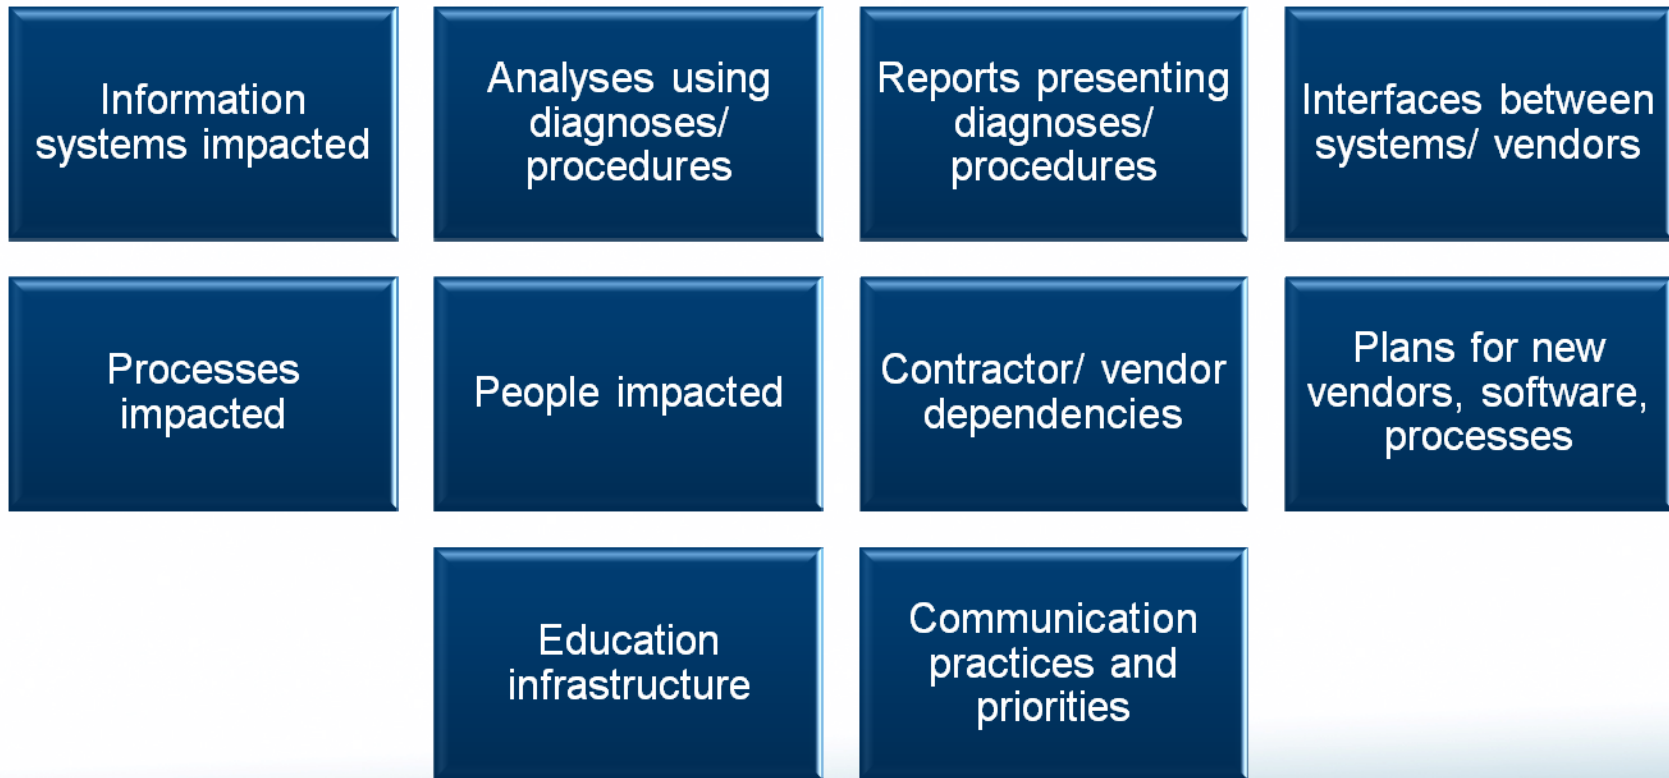 Information
systems impacted
Analyses using
diagnoses/
procedures
Reports presenting
diagnoses/
procedures
Interfaces between
systems/ vendors
Processes
impacted
People impacted
Contractor/ vendor
dependencies
Plans for new
vendors, software,
processes
Education
infrastructure
Communication
practices and
priorities